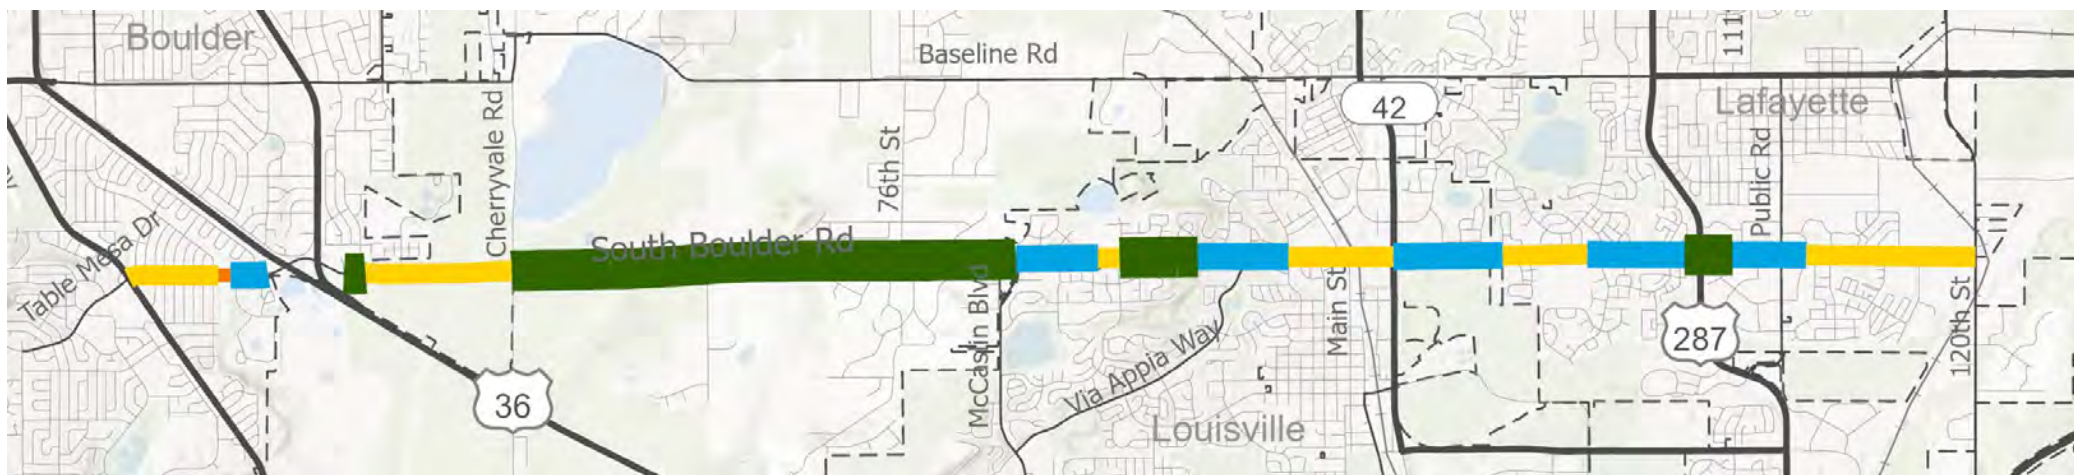 Boulder
Baseline Rd
111
42
Lafayette
Cherryvale Rd
76th St
Public Rd
Table Mesa Dr
South Boulder Rd
McCaslin Blvd
Main St
120th St
Via Appia Way
287
36
Louisville